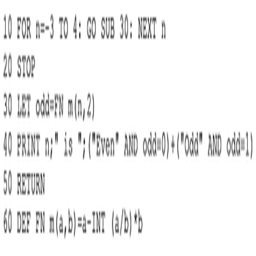 10 FOR n=-3 TO 4: GO SUB 30: NEXT n
20 STOP
30 LET odd=FN m(n,2)
40 PRINT n;" is ";("Even" AND odd=0)+("Odd" AND odd=1)
50 RETURN
60 DEF FN m(a,b)=a-INT (a/b)*b